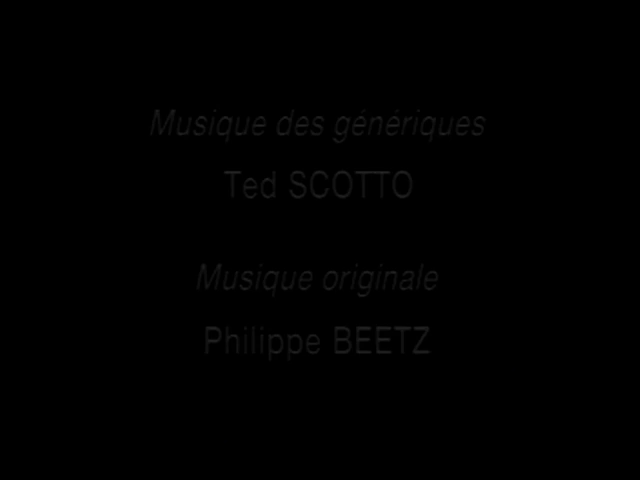 Musique des génériques
Ted SCOTTO
Musique originale
Philippe BEETZ